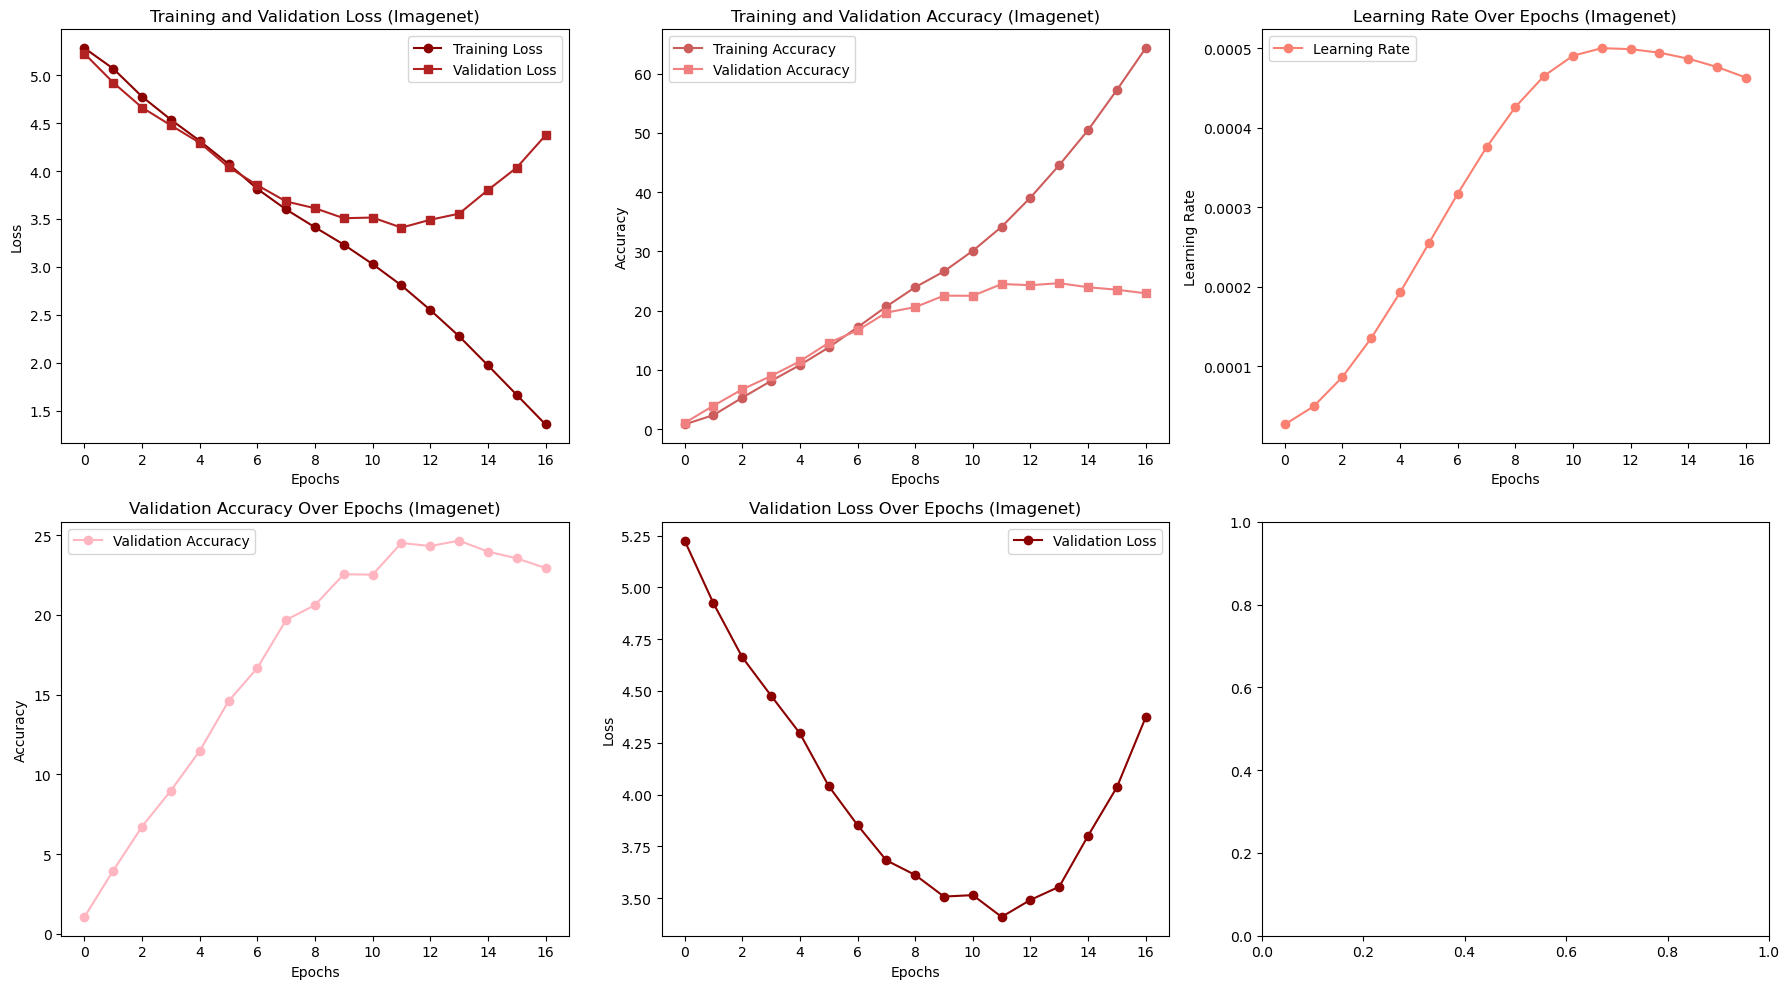 Training and Validation Loss (Imagenet)
Training Loss
Validation Loss
5.0
4.5
4.0
3.5
3.0
2.5
2.0
1.5
Loss
0 2 4 6 8 10 12 14 16
Epochs
Training and Validation Accuracy (Imagenet)
Training Accuracy
Validation Accuracy
60
50
40
30
20
10
0
Accuracy
0 2 4 6 8 10 12 14 16
Epochs
Learning Rate Over Epochs (Imagenet)
Learning Rate
0.0005
0.0004
0.0003
0.0002
0.0001
Learning Rate
0 2 4 6 8 10 12 14 16
Epochs
Validation Accuracy Over Epochs (Imagenet)
Validation Accuracy
25
20
15
10
5
0
Accuracy
0 2 4 6 8 10 12 14 16
Epochs
Validation Loss Over Epochs (Imagenet)
Validation Loss
5.25
5.00
4.75
4.50
4.25
4.00
3.75
3.50
Loss
0 2 4 6 8 10 12 14 16
Epochs
1.0
0.8
0.6
0.4
0.2
0.0
0.0 0.2 0.4 0.6 0.8 1.0